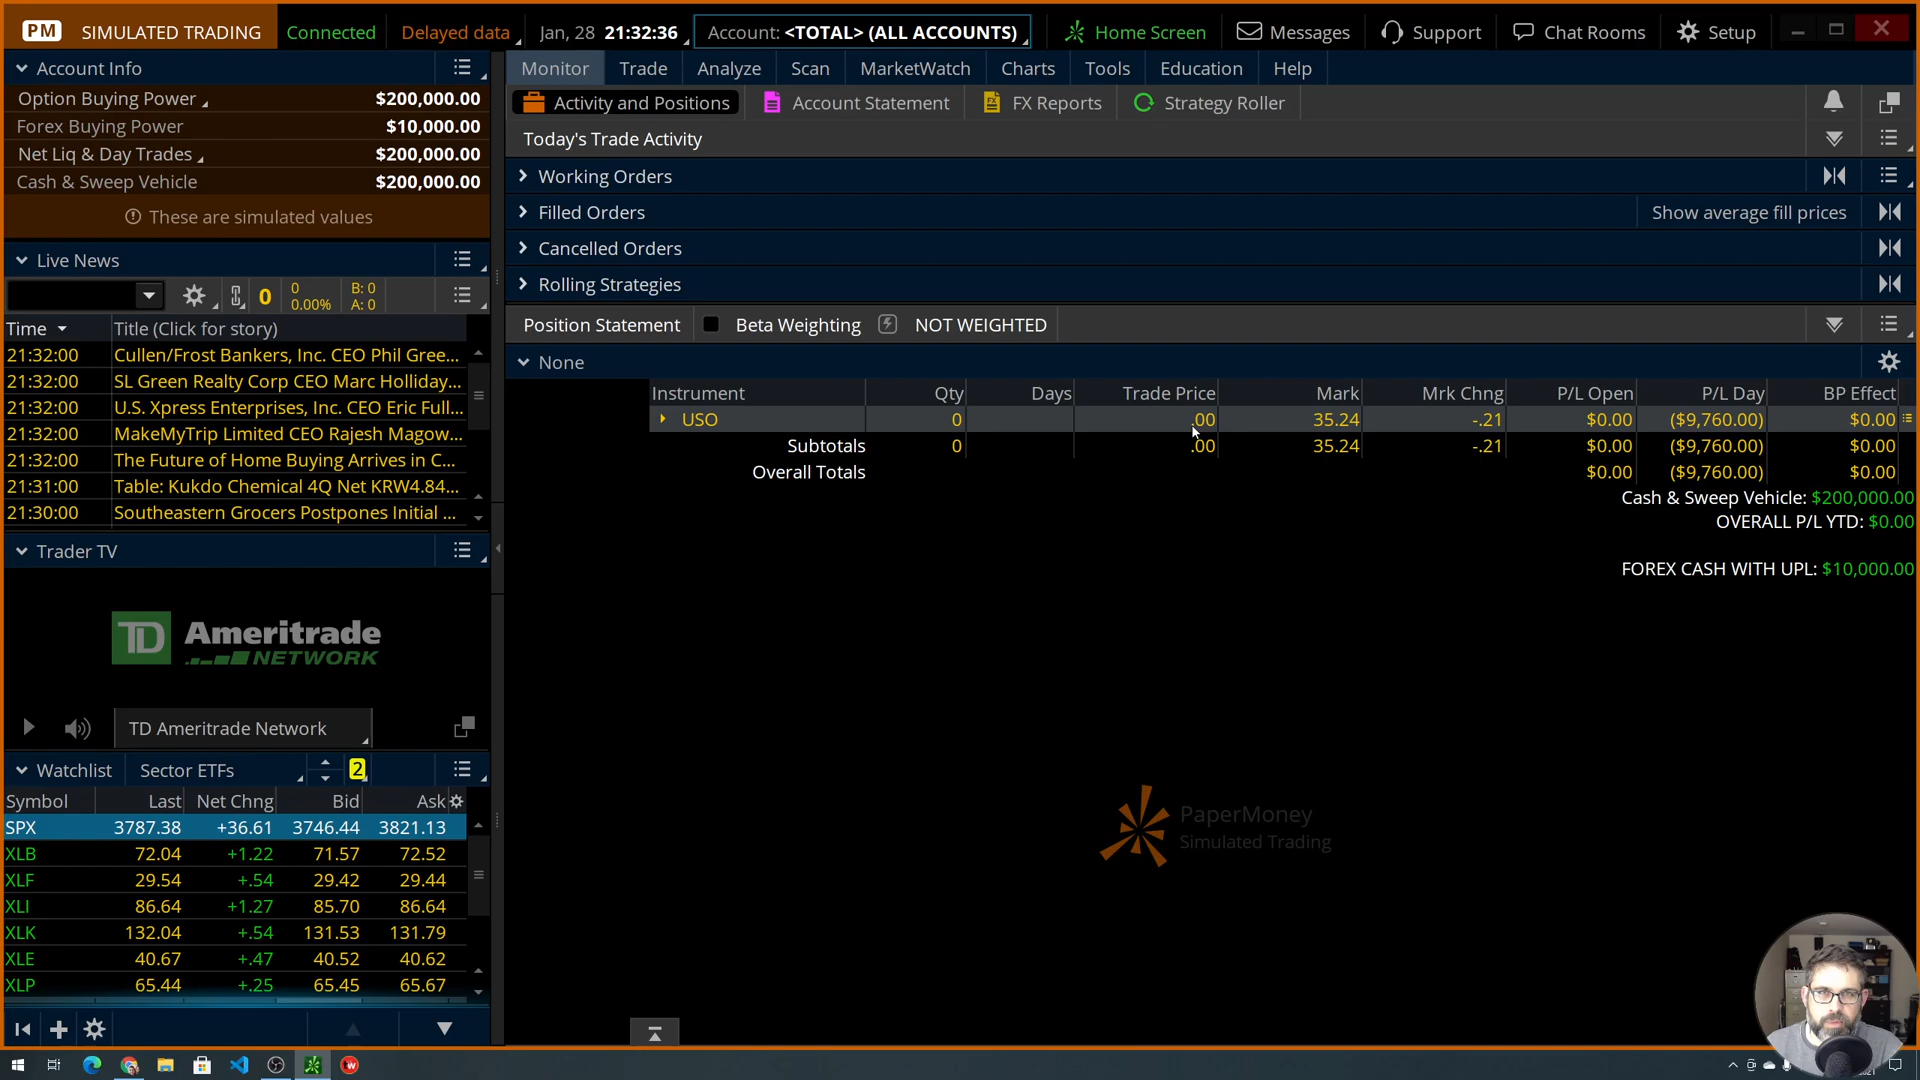 PM SIMULATED TRADING Connected Delayed data Jan, 28 21:32:36 Account: <TOTAL> (ALL ACCOUNTS) Home Screen Messages Support Chat Rooms Setup
Account Info
Option Buying Power $200,000.00
Forex Buying Power $10,000.00
Net Liq & Day Trades $200,000.00
Cash & Sweep Vehicle $200,000.00
These are simulated values
Live News
0 0 B: 0
0.00% A: 0
Time Title (Click for story)
21:32:00 Cullen/Frost Bankers, Inc. CEO Phil Gree...
21:32:00 SL Green Realty Corp CEO Marc Holliday...
21:32:00 U.S. Xpress Enterprises, Inc. CEO Eric Full...
21:32:00 MakeMyTrip Limited CEO Rajesh Magow...
21:32:00 The Future of Home Buying Arrives in C...
21:31:00 Table: Kukdo Chemical 4Q Net KRW4.84...
21:30:00 Southeastern Grocers Postpones Initial ...
Trader TV
TD Ameritrade
NETWORK
TD Ameritrade Network
Watchlist Sector ETFs 2
Symbol Last Net Chng Bid Ask
SPX 3787.38 +36.61 3746.44 3821.13
XLB 72.04 +1.22 71.57 72.52
XLF 29.54 +.54 29.42 29.44
XLI 86.64 +1.27 85.70 86.64
XLK 132.04 +.54 131.53 131.79
XLE 40.67 +.47 40.52 40.62
XLP 65.44 +.25 65.45 65.67
Monitor Trade Analyze Scan MarketWatch Charts Tools Education Help
Activity and Positions Account Statement FX FX Reports Strategy Roller
Today's Trade Activity
Working Orders
Filled Orders Show average fill prices
Cancelled Orders
Rolling Strategies
Position Statement Beta Weighting NOT WEIGHTED
None
Instrument Qty Days Trade Price Mark Mrk Chng P/L Open P/L Day BP Effect
USO 0 .00 35.24 -.21 $0.00 ($9,760.00) $0.00
Subtotals 0 .00 35.24 -.21 $0.00 ($9,760.00) $0.00
Overall Totals $0.00 ($9,760.00) $0.00
Cash & Sweep Vehicle: $200,000.00
OVERALL P/L YTD: $0.00
FOREX CASH WITH UPL: $10,000.00
PaperMoney
Simulated Trading